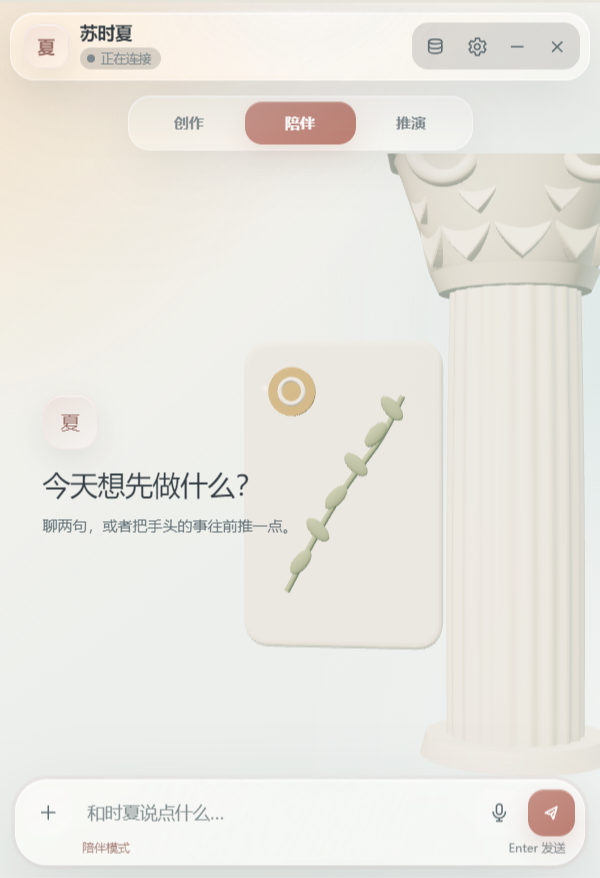 夏
苏时夏
正在连接
创作
陪伴
推演
夏
今天想先做什么？
聊两句，或者把手头的事往前推一点。
和时夏说点什么...
陪伴模式
Enter 发送